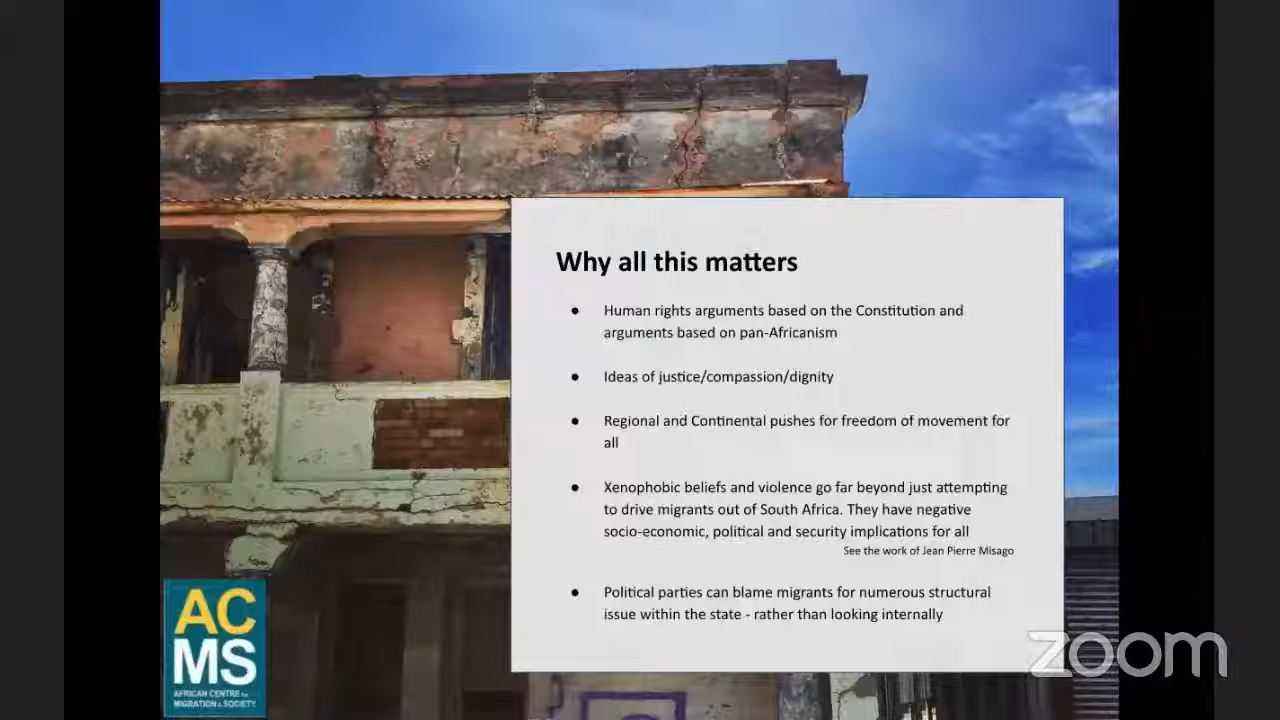 Why all this matters
● Human rights arguments based on the Constitution and
arguments based on pan-Africanism
● Ideas of justice/compassion/dignity
● Regional and Continental pushes for freedom of movement for
all
● Xenophobic beliefs and violence go far beyond just attempting
to drive migrants out of South Africa. They have negative
socio-economic, political and security implications for all
See the work of Jean Pierre Misago
● Political parties can blame migrants for numerous structural
issue within the state - rather than looking internally
AC
MS
AFRICAN CENTRE for
MIGRATION & SOCIETY
zoom